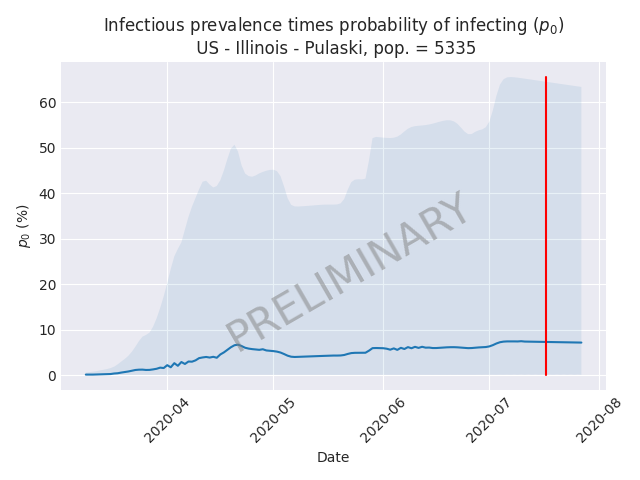 Infectious prevalence times probability of infecting (p₀)
US - Illinois - Pulaski, pop. = 5335
60
50
40
30
20
10
0
p₀ (%)
PRELIMINARY
2020-04
2020-05
2020-06
2020-07
2020-08
Date